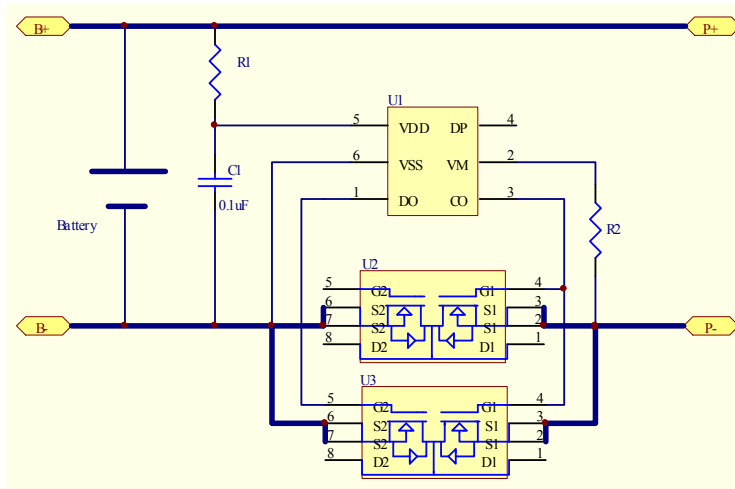 B+ P+
R1
U1
5 VDD DP 4
6 VSS VM 2
1 DO CO 3
C1
0.1uF
Battery
R2
U2
5 G2 G1 4
6 S2 S1 3
7 S2 S1 2
8 D2 D1 1
B- P-
U3
5 G2 G1 4
6 S2 S1 3
7 S2 S1 2
8 D2 D1 1